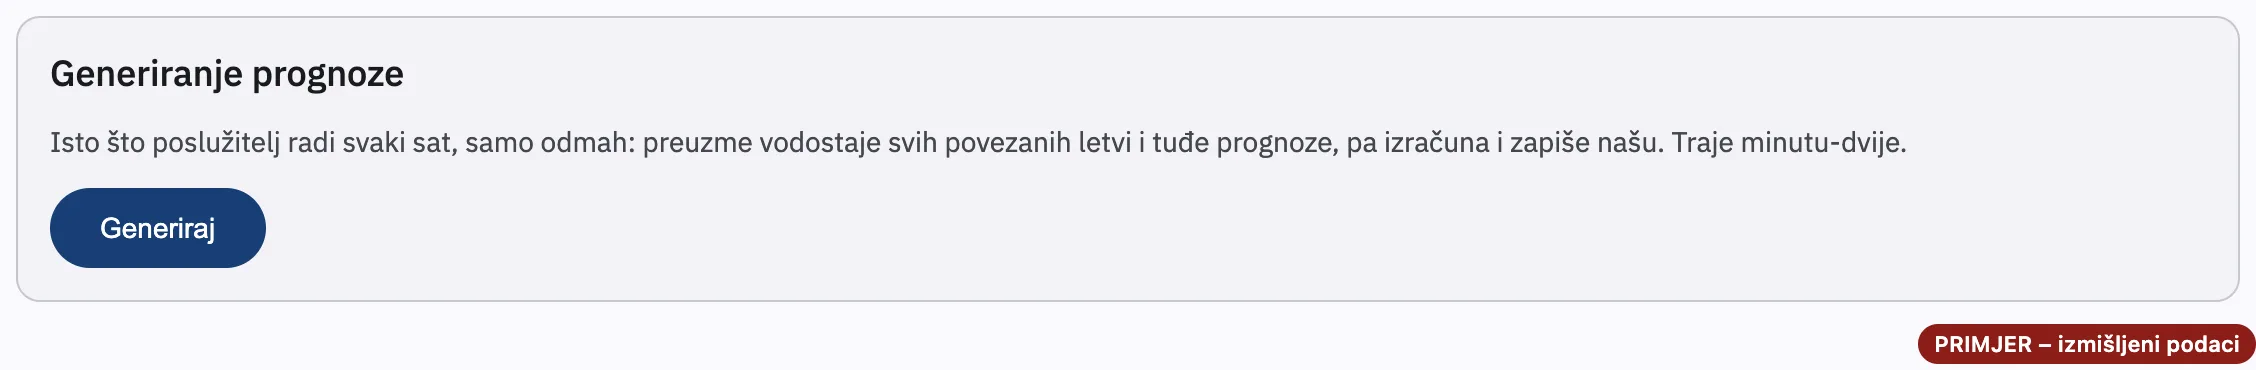 Generiranje prognoze
Isto što poslužitelj radi svaki sat, samo odmah: preuzme vodostaje svih povezanih letvi i tuđe prognoze, pa izračuna i zapiše našu. Traje minutu-dvije.
Generiraj
PRIMJER – izmišljeni podaci